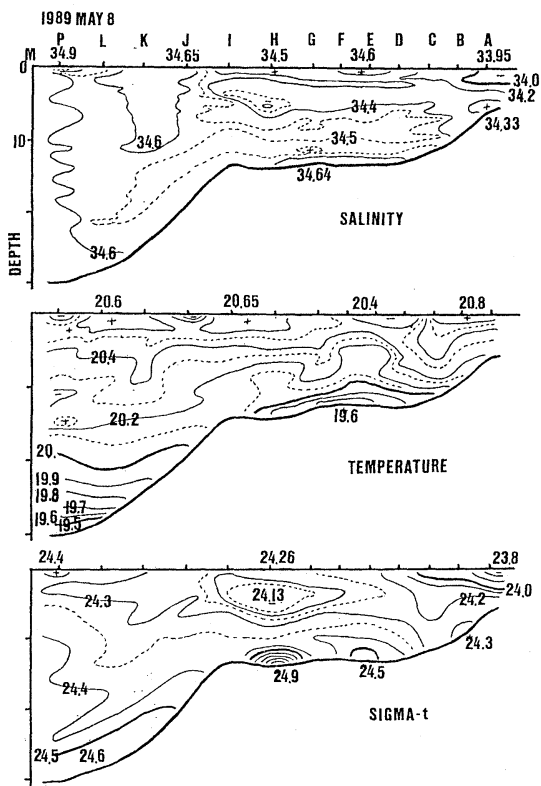 1989 MAY 8
M P L K J I H G F E D C B A
34.9 34.65 34.5 34.6 33.95
0
34.0
34.2
34.4
34.33
10
34.6 34.5
34.64
SALINITY
34.6
DEPTH M
20.6 20.65 20.4 20.8
20.4
20.2
19.6
20.
TEMPERATURE
19.9
19.8
19.7
19.6
19.5
24.4 24.26 23.8
24.3 24.13 24.2 24.0
24.3
24.4
24.9 24.5
SIGMA-t
24.5 24.6